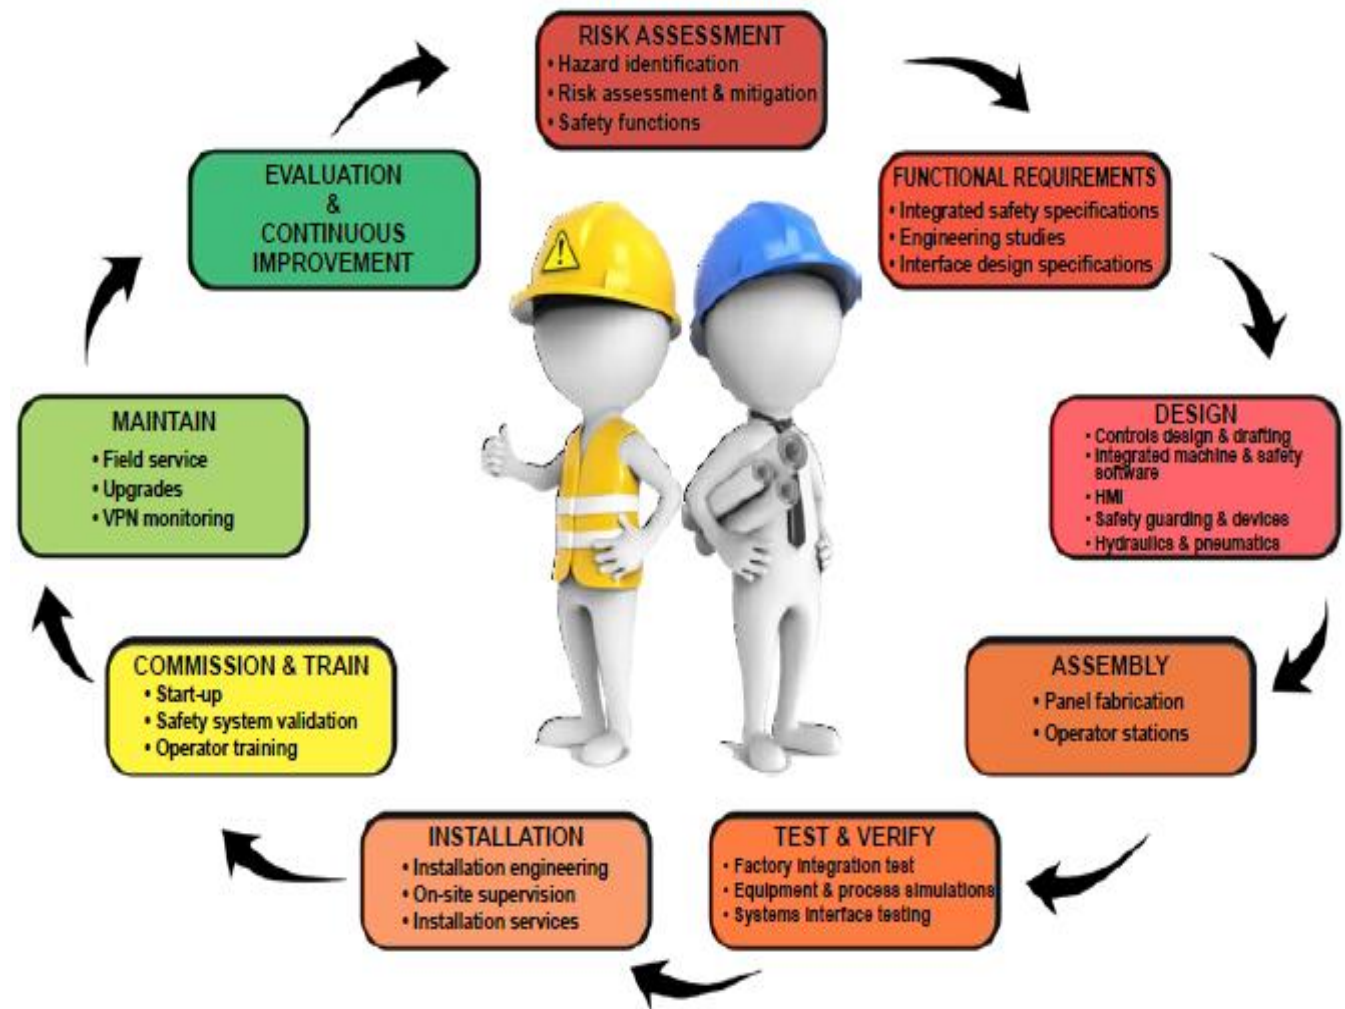 RISK ASSESSMENT
• Hazard identification
• Risk assessment & mitigation
• Safety functions
FUNCTIONAL REQUIREMENTS
• Integrated safety specifications
• Engineering studies
• Interface design specifications
DESIGN
• Controls design & drafting
• Integrated machine & safety
software
• HMI
• Safety guarding & devices
• Hydraulics & pneumatics
ASSEMBLY
• Panel fabrication
• Operator stations
TEST & VERIFY
• Factory integration test
• Equipment & process simulations
• Systems interface testing
INSTALLATION
• Installation engineering
• On-site supervision
• Installation services
COMMISSION & TRAIN
• Start-up
• Safety system validation
• Operator training
MAINTAIN
• Field service
• Upgrades
• VPN monitoring
EVALUATION
&
CONTINUOUS
IMPROVEMENT